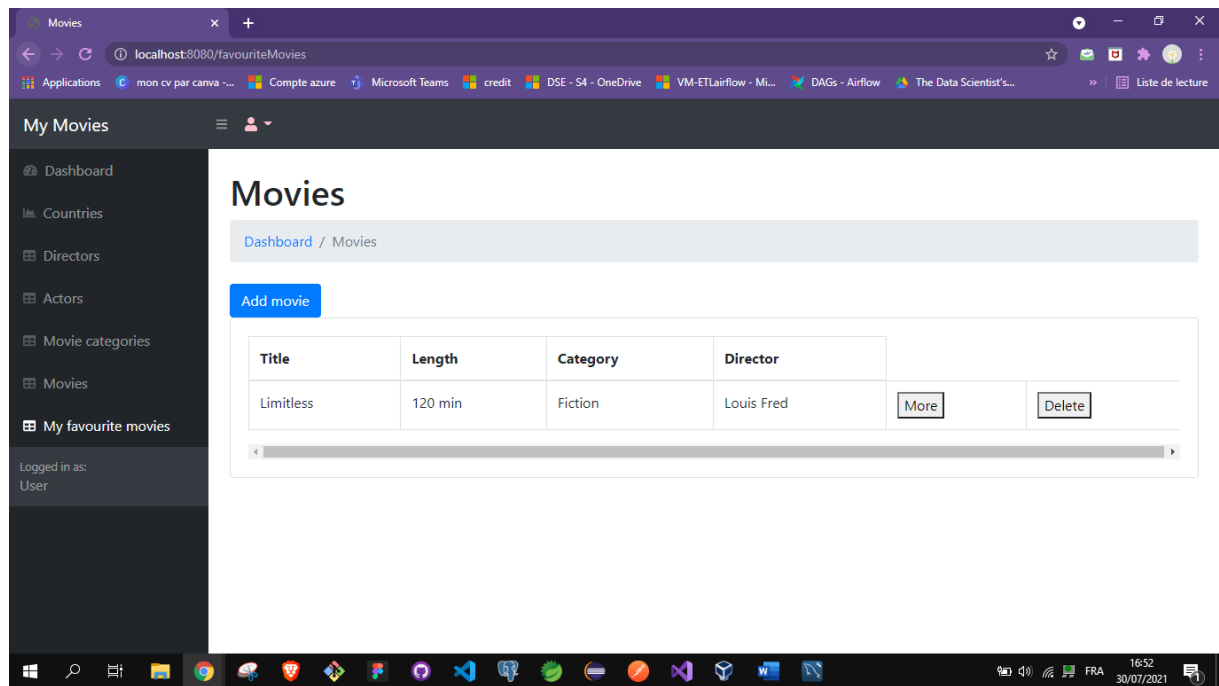 Movies
localhost:8080/favouriteMovies
Applications mon cv par canva -... Compte azure Microsoft Teams credit DSE - S4 - OneDrive VM-ETLairflow - Mi... DAGs - Airflow The Data Scientist's... » Liste de lecture
My Movies
Dashboard
Countries
Directors
Actors
Movie categories
Movies
My favourite movies
Logged in as:
User
Movies
Dashboard / Movies
Add movie
Title Length Category Director
Limitless 120 min Fiction Louis Fred More Delete
FRA 16:52
30/07/2021
1